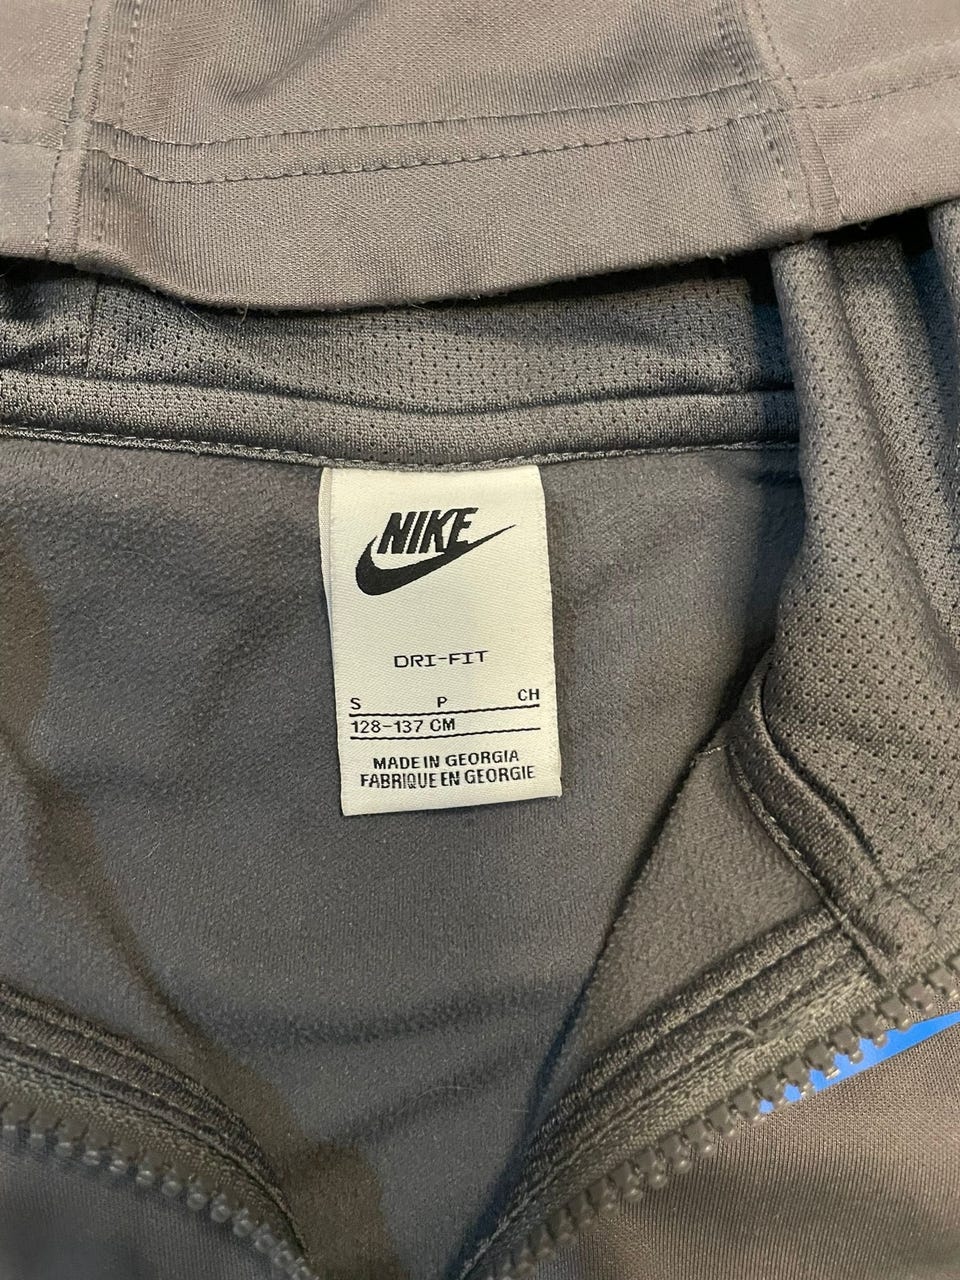 NIKE
DRI-FIT
S P CH
128-137 CM
MADE IN GEORGIA
FABRIQUE EN GEORGIE